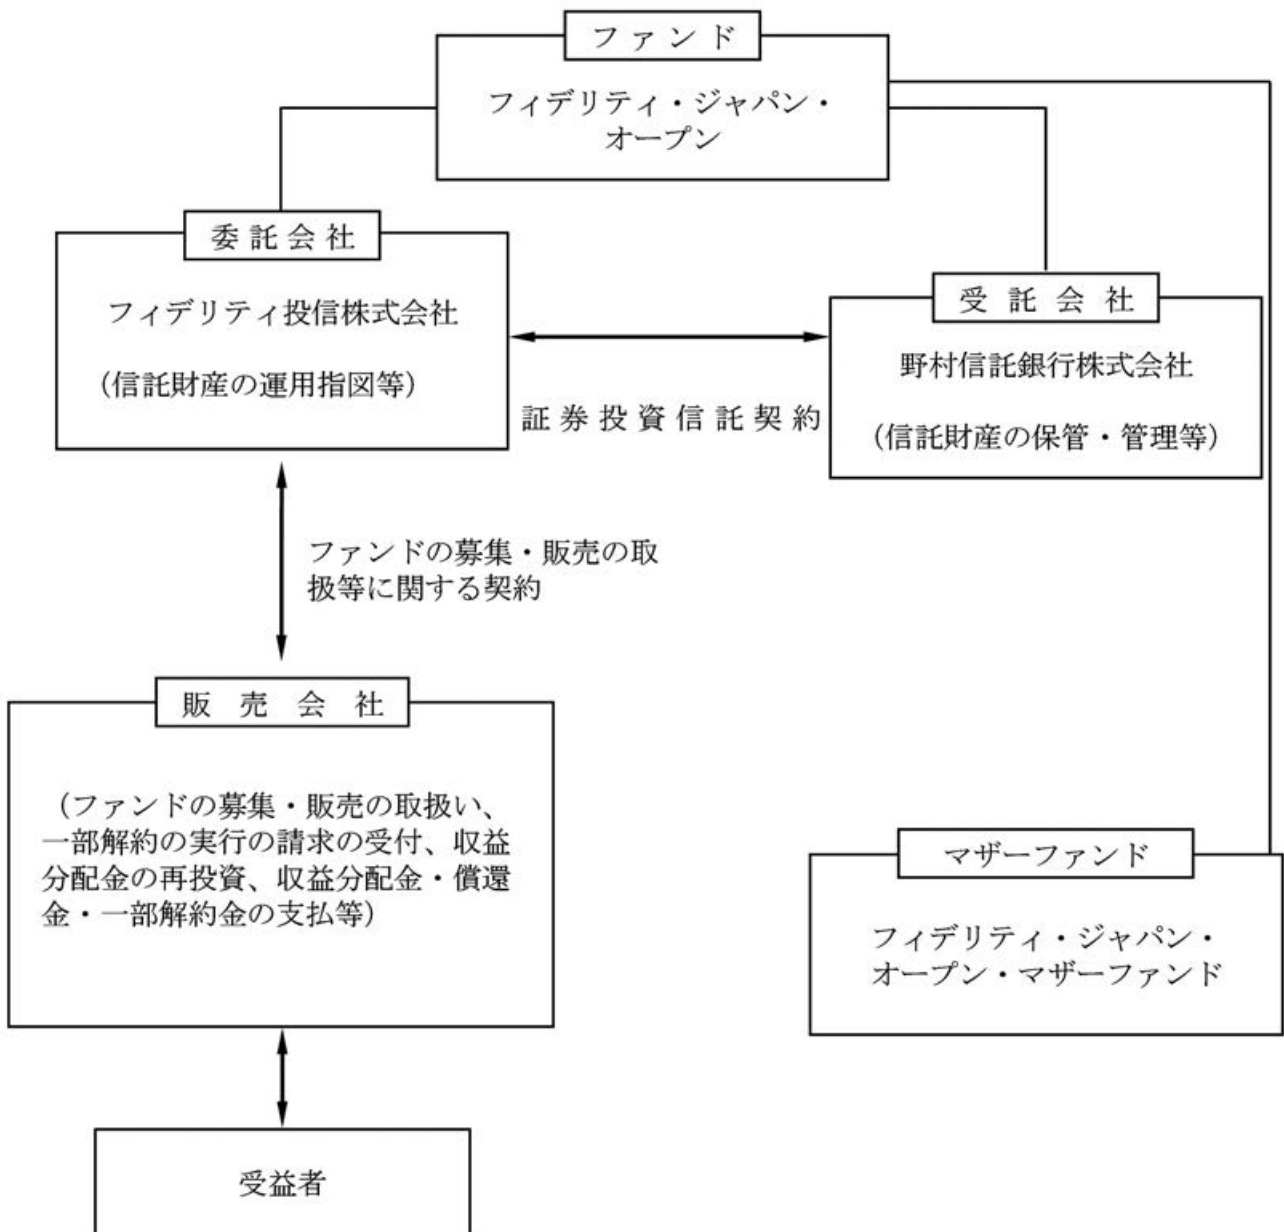 ファンド
フィデリティ・ジャパン・
オープン
委託会社
フィデリティ投信株式会社
(信託財産の運用指図等)
受託会社
野村信託銀行株式会社
(信託財産の保管・管理等)
証券投資信託契約
ファンドの募集・販売の取
扱等に関する契約
販売会社
(ファンドの募集・販売の取扱い、
一部解約の実行の請求の受付、収益
分配金の再投資、収益分配金・償還
金・一部解約金の支払等)
マザーファンド
フィデリティ・ジャパン・
オープン・マザーファンド
受益者